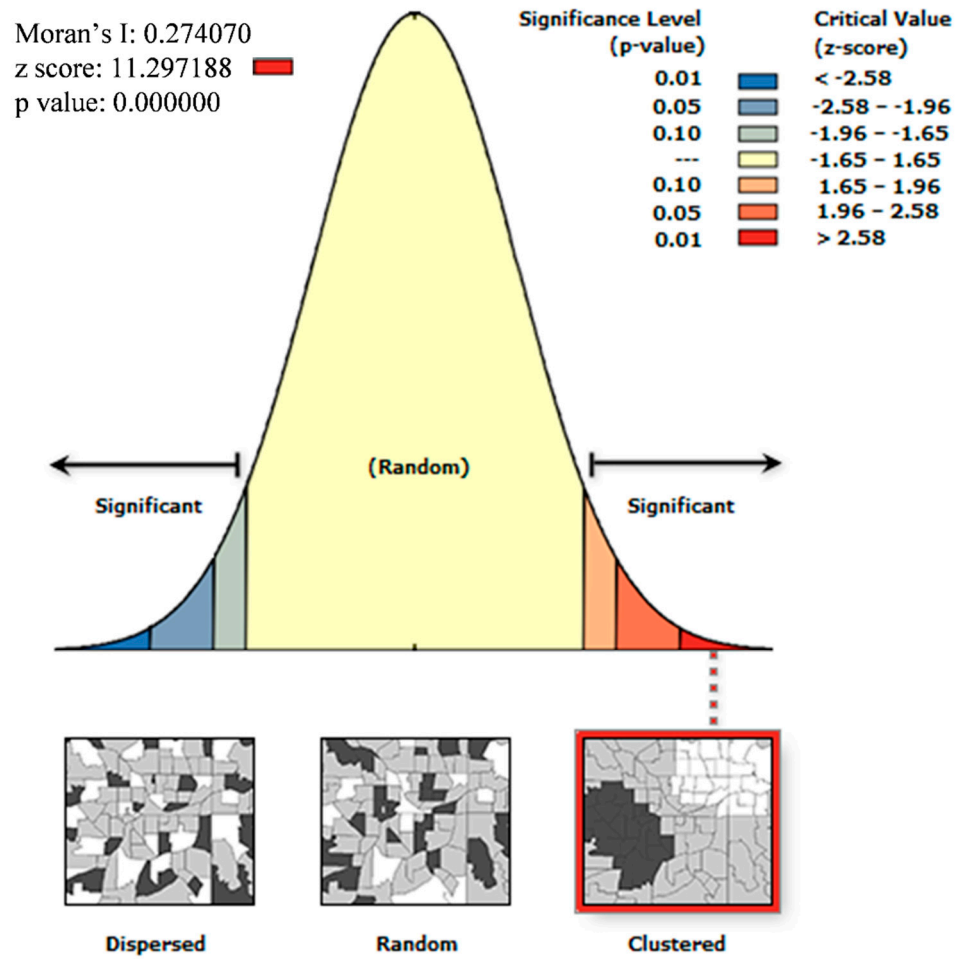 Moran’s I: 0.274070
z score: 11.297188
p value: 0.000000
Significance Level
(p-value)
Critical Value
(z-score)
0.01 < -2.58
0.05 -2.58 – -1.96
0.10 -1.96 – -1.65
--- -1.65 – 1.65
0.10 1.65 – 1.96
0.05 1.96 – 2.58
0.01 > 2.58
(Random)
Significant
Significant
Dispersed
Random
Clustered